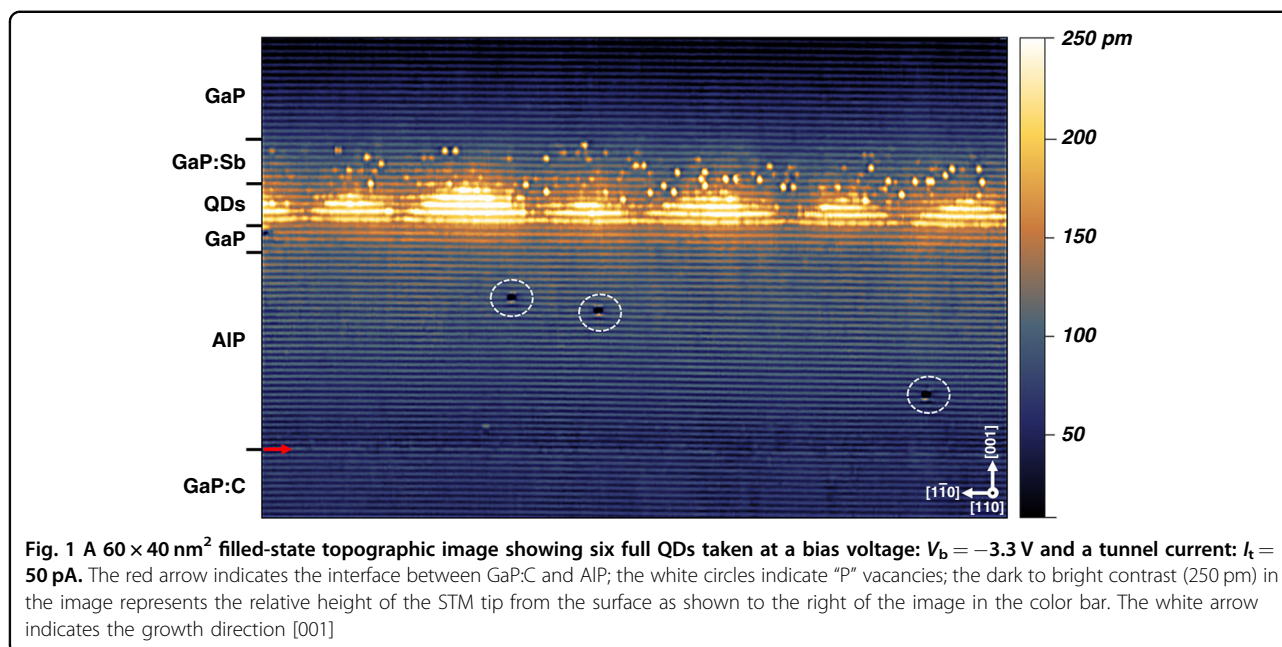 250 pm
GaP
200
GaP:Sb
QDs
GaP
150
AlP
100
[001]
50
GaP:C
[11̄0]
[110]
Fig. 1 A 60 × 40 nm² filled-state topographic image showing six full QDs taken at a bias voltage: Vb = −3.3 V and a tunnel current: It =
50 pA. The red arrow indicates the interface between GaP:C and AlP; the white circles indicate “P” vacancies; the dark to bright contrast (250 pm) in
the image represents the relative height of the STM tip from the surface as shown to the right of the image in the color bar. The white arrow
indicates the growth direction [001]